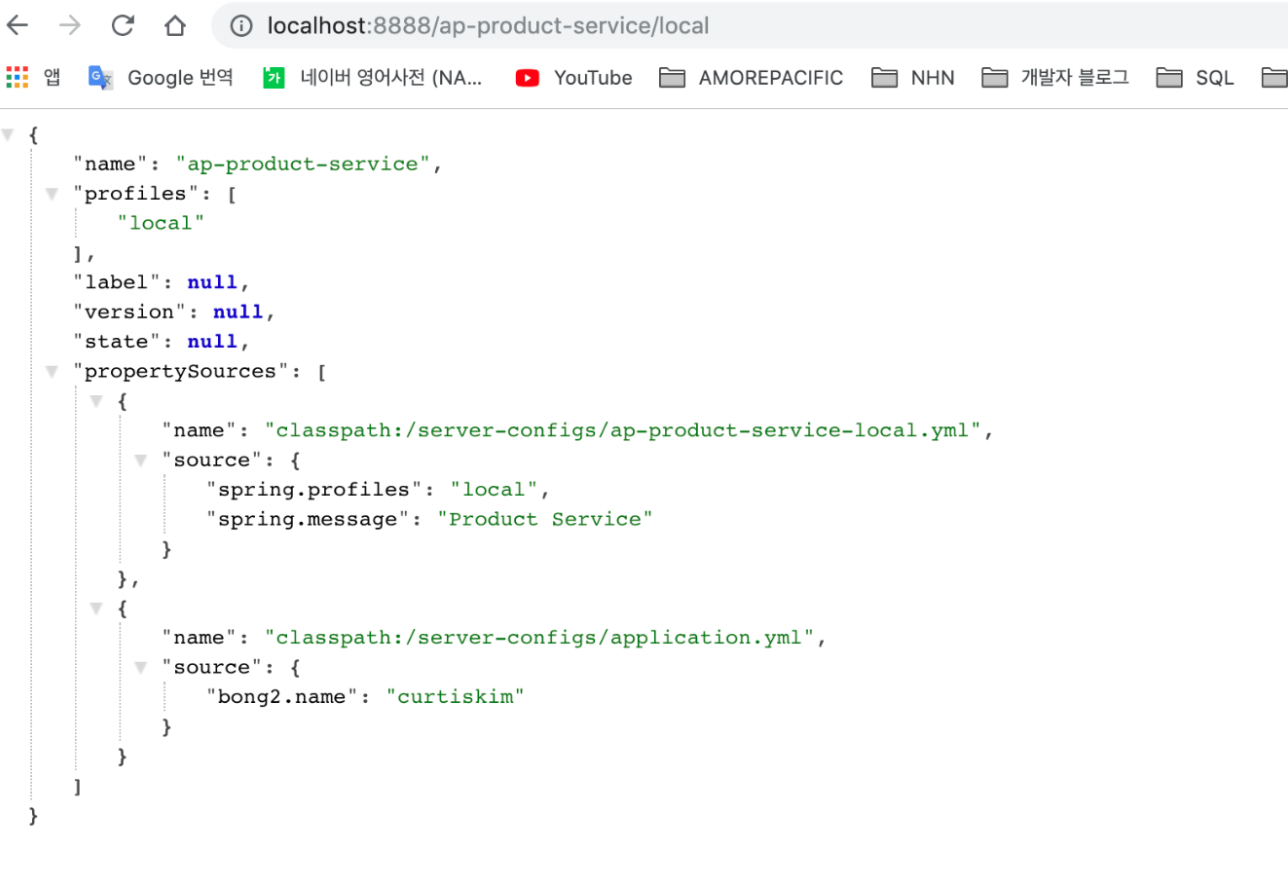 localhost:8888/ap-product-service/local
앱 Google 번역 네이버 영어사전 (NA... YouTube AMOREPACIFIC NHN 개발자 블로그 SQL
{
"name": "ap-product-service",
"profiles": [
"local"
],
"label": null,
"version": null,
"state": null,
"propertySources": [
{
"name": "classpath:/server-configs/ap-product-service-local.yml",
"source": {
"spring.profiles": "local",
"spring.message": "Product Service"
}
},
{
"name": "classpath:/server-configs/application.yml",
"source": {
"bong2.name": "curtiskim"
}
}
]
}